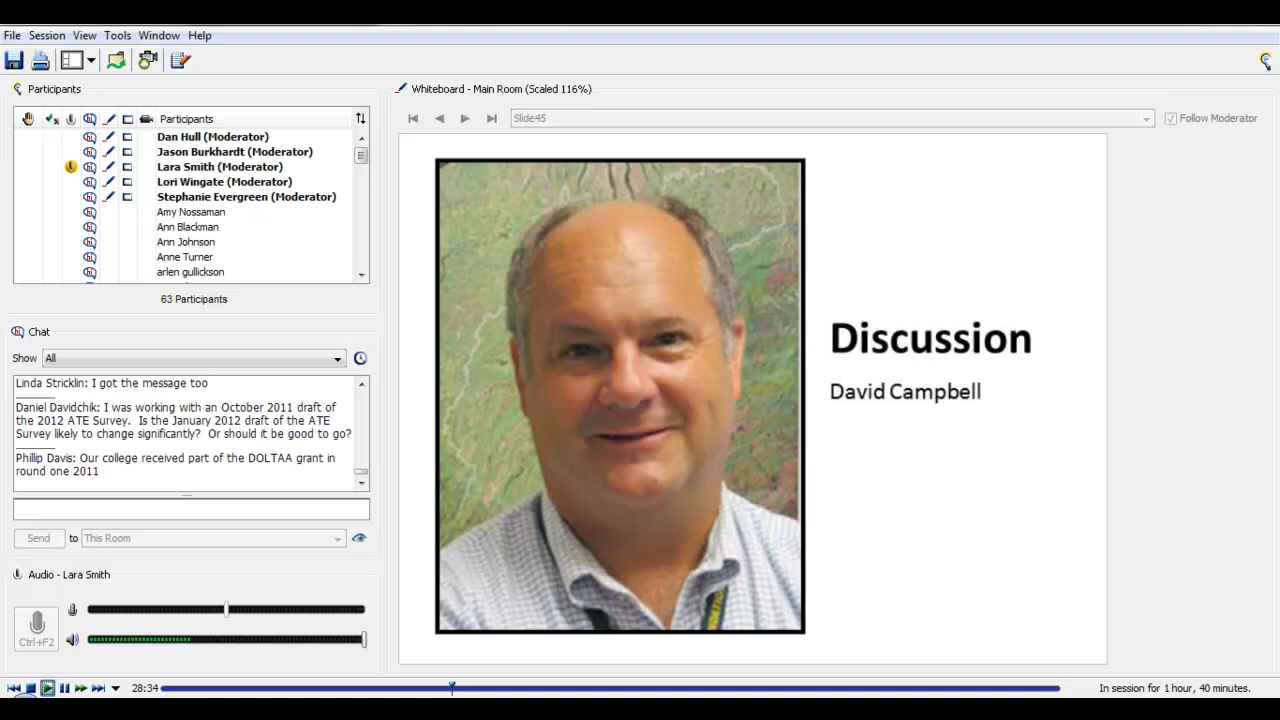 File Session View Tools Window Help
Participants
Participants
Dan Hull (Moderator)
Jason Burkhardt (Moderator)
Lara Smith (Moderator)
Lori Wingate (Moderator)
Stephanie Evergreen (Moderator)
Amy Nossaman
Ann Blackman
Ann Johnson
Anne Turner
arlen gullickson
63 Participants
Chat
Show All
Linda Stricklin: I got the message too
Daniel Davidchik: I was working with an October 2011 draft of
the 2012 ATE Survey. Is the January 2012 draft of the ATE
Survey likely to change significantly? Or should it be good to go?
Phillip Davis: Our college received part of the DOLTAA grant in
round one 2011
Send to This Room
Audio - Lara Smith
Ctrl+F2
Whiteboard - Main Room (Scaled 116%)
Slide45
Follow Moderator
Discussion
David Campbell
28:34
In session for 1 hour, 40 minutes.